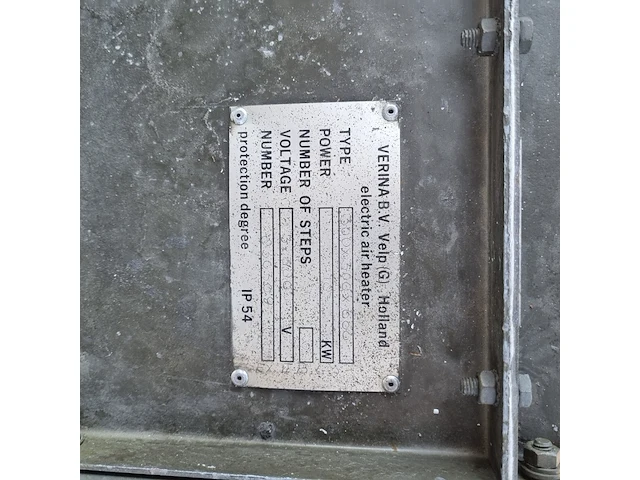 VERINA B.V. Velp (G) Holland
electric air heater
TYPE
POWER KW
NUMBER OF STEPS
VOLTAGE V
NUMBER
protection degree IP 54